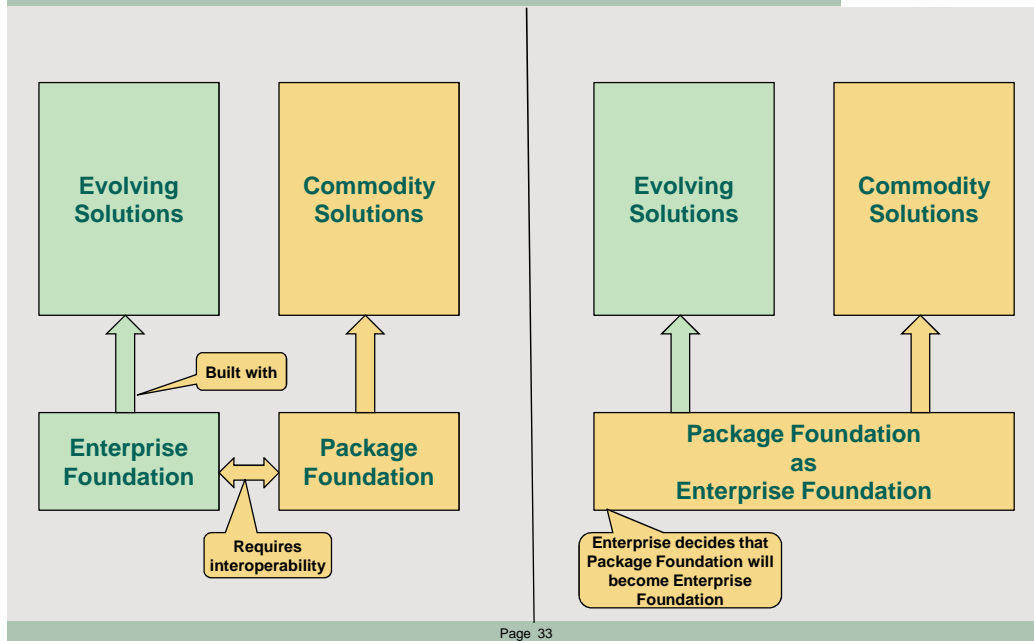 Evolving
Solutions
Commodity
Solutions
Built with
Enterprise
Foundation
Package
Foundation
Requires
interoperability
Evolving
Solutions
Commodity
Solutions
Package Foundation
as
Enterprise Foundation
Enterprise decides that
Package Foundation will
become Enterprise
Foundation
Page 33